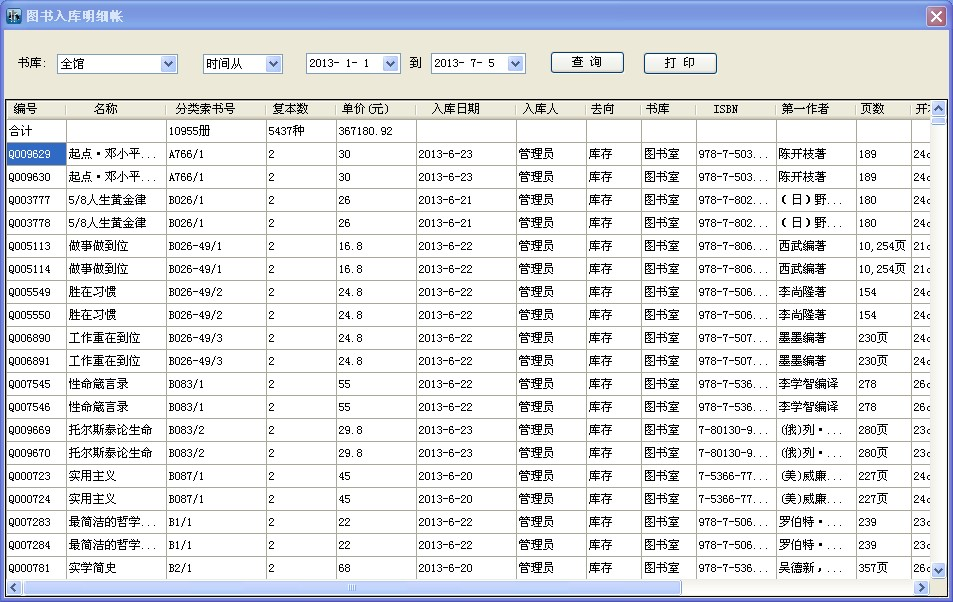 图书入库明细帐
书库: 全馆 时间从 2013- 1- 1 到 2013- 7- 5 查 询 打 印
编号 名称 分类索书号 复本数 单价(元) 入库日期 入库人 去向 书库 ISBN 第一作者 页数
合计 10955册 5437种 367180.92
Q009629 起点·邓小平... A766/1 2 30 2013-6-23 管理员 库存 图书室 978-7-503... 陈开枝著 189
Q009630 起点·邓小平... A766/1 2 30 2013-6-23 管理员 库存 图书室 978-7-503... 陈开枝著 189
Q003777 5/8人生黄金律 B026/1 2 26 2013-6-21 管理员 库存 图书室 978-7-802... (日)野... 180
Q003778 5/8人生黄金律 B026/1 2 26 2013-6-21 管理员 库存 图书室 978-7-802... (日)野... 180
Q005113 做事做到位 B026-49/1 2 16.8 2013-6-22 管理员 库存 图书室 978-7-806... 西武编著 10,254页
Q005114 做事做到位 B026-49/1 2 16.8 2013-6-22 管理员 库存 图书室 978-7-806... 西武编著 10,254页
Q005549 胜在习惯 B026-49/2 2 24.8 2013-6-22 管理员 库存 图书室 978-7-506... 李尚隆著 154
Q005550 胜在习惯 B026-49/2 2 24.8 2013-6-22 管理员 库存 图书室 978-7-506... 李尚隆著 154
Q006890 工作重在到位 B026-49/3 2 24.8 2013-6-22 管理员 库存 图书室 978-7-507... 墨墨编著 230页
Q006891 工作重在到位 B026-49/3 2 24.8 2013-6-22 管理员 库存 图书室 978-7-507... 墨墨编著 230页
Q007545 性命箴言录 B083/1 2 55 2013-6-22 管理员 库存 图书室 978-7-536... 李学智编译 278
Q007546 性命箴言录 B083/1 2 55 2013-6-22 管理员 库存 图书室 978-7-536... 李学智编译 278
Q009669 托尔斯泰论生命 B083/2 2 29.8 2013-6-23 管理员 库存 图书室 7-80130-9... (俄)列·... 280页
Q009670 托尔斯泰论生命 B083/2 2 29.8 2013-6-23 管理员 库存 图书室 7-80130-9... (俄)列·... 280页
Q000723 实用主义 B087/1 2 45 2013-6-20 管理员 库存 图书室 7-5366-77... (美)威廉... 227页
Q000724 实用主义 B087/1 2 45 2013-6-20 管理员 库存 图书室 7-5366-77... (美)威廉... 227页
Q007283 最简洁的哲学... B1/1 2 22 2013-6-22 管理员 库存 图书室 978-7-506... 罗伯特·... 239
Q007284 最简洁的哲学... B1/1 2 22 2013-6-22 管理员 库存 图书室 978-7-506... 罗伯特·... 239
Q000781 实学简史 B2/1 2 68 2013-6-20 管理员 库存 图书室 978-7-536... 吴德新,... 357页